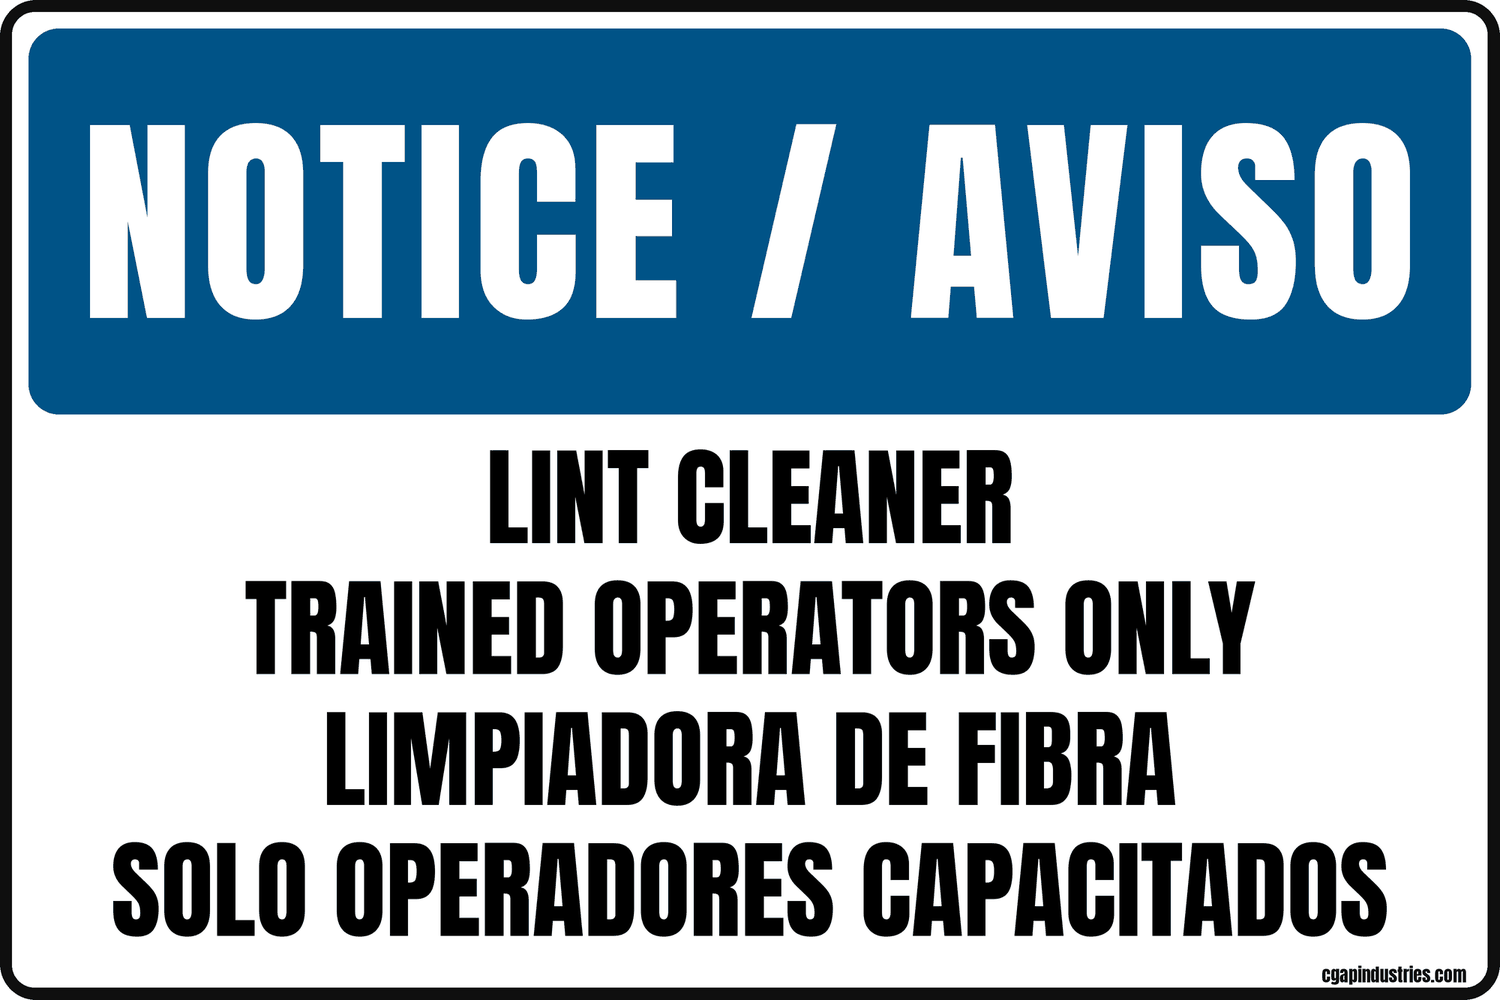 NOTICE / AVISO
LINT CLEANER
TRAINED OPERATORS ONLY
LIMPIADORA DE FIBRA
SOLO OPERADORES CAPACITADOS
cgapindustries.com